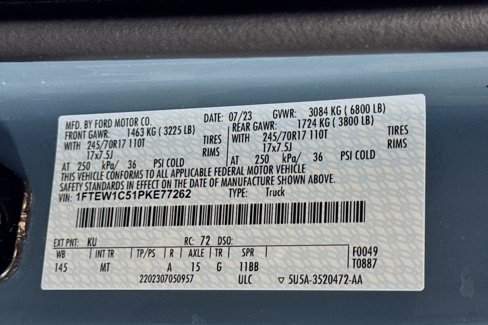 MFD. BY FORD MOTOR CO. DATE: 07/23 GVWR: 3084 KG ( 6800 LB)
FRONT GAWR: 1463 KG ( 3225 LB) REAR GAWR: 1724 KG ( 3800 LB)
WITH 245/70R17 110T TIRES WITH 245/70R17 110T TIRES
17x7.5J RIMS 17x7.5J RIMS
AT 250 kPa/ 36 PSI COLD AT 250 kPa/ 36 PSI COLD
THIS VEHICLE CONFORMS TO ALL APPLICABLE FEDERAL MOTOR VEHICLE
SAFETY AND THEFT PREVENTION STANDARDS IN EFFECT ON THE DATE OF MANUFACTURE SHOWN ABOVE.
VIN: 1FTEW1C51PKE77262 TYPE: Truck
EXT PNT: KU RC: 72 DSO:
WB INT TR TP/PS R AXLE TR SPR F0049
145 MT A 15 G 11BB T0887
2202307050957 ULC 5U5A-3520472-AA